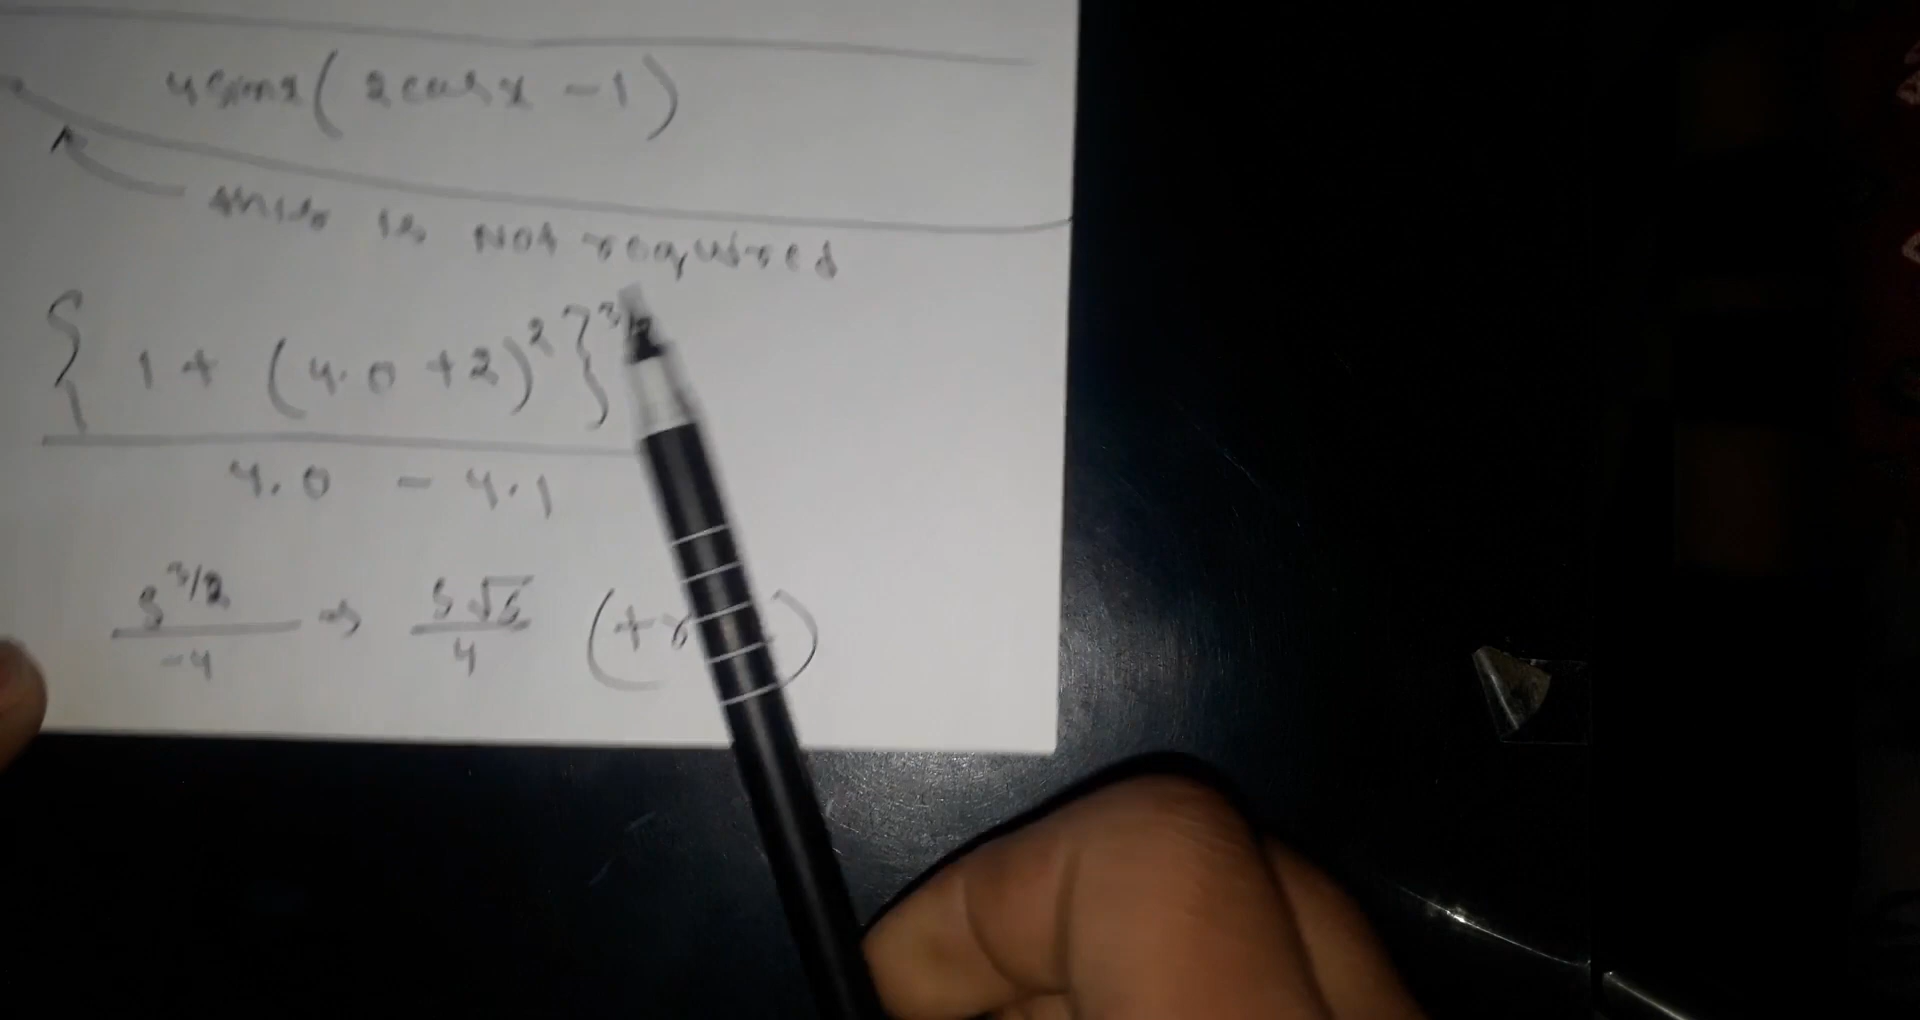 4sinx(2cosx - 1)
this is not required
{1 + (4.0 + 2)²}^3/2
4.0 - 4.1
5^3/2 / -4 ⇒ 5√5 / 4 (+